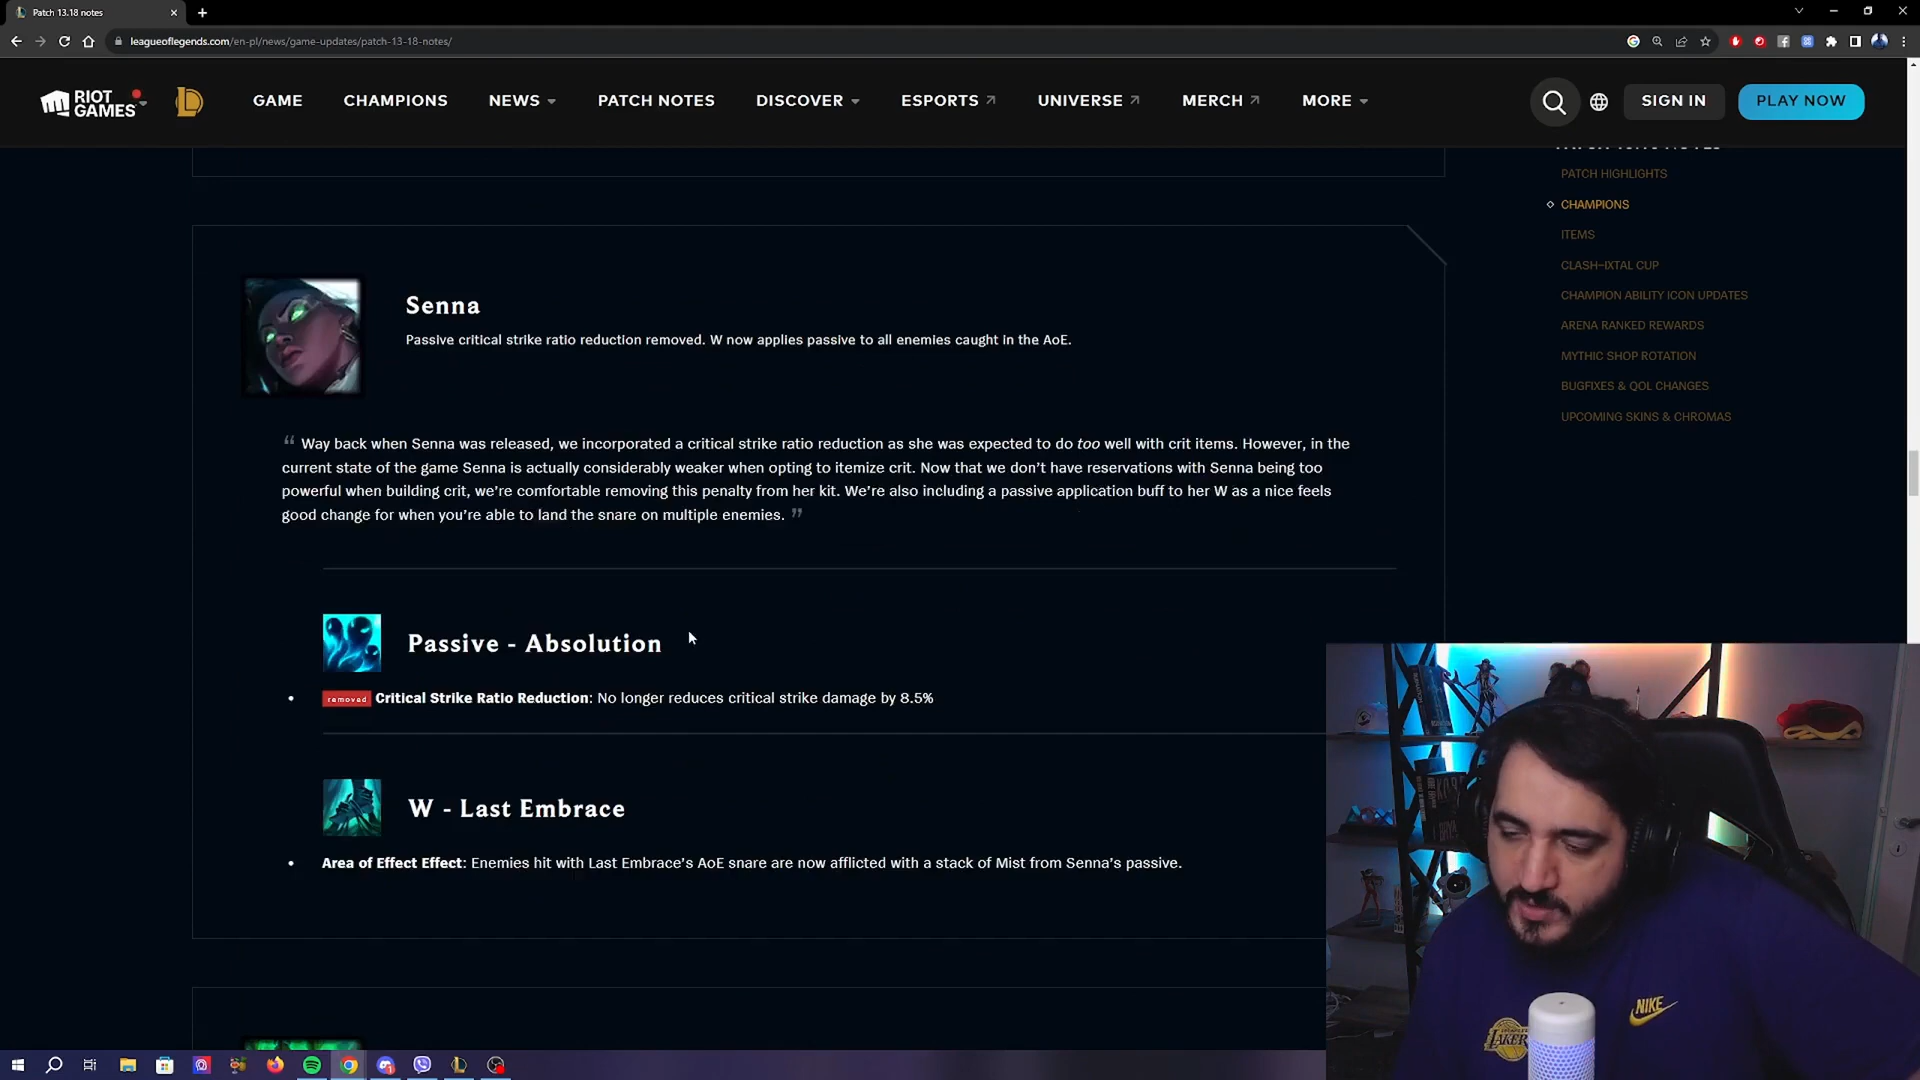 Patch 13.18 notes
leagueoflegends.com/en-pl/news/game-updates/patch-13-18-notes/
RIOT GAMES
GAME
CHAMPIONS
NEWS
PATCH NOTES
DISCOVER
ESPORTS
UNIVERSE
MERCH
MORE
SIGN IN
PLAY NOW
PATCH HIGHLIGHTS
CHAMPIONS
ITEMS
CLASH–IXTAL CUP
CHAMPION ABILITY ICON UPDATES
ARENA RANKED REWARDS
MYTHIC SHOP ROTATION
BUGFIXES & QOL CHANGES
UPCOMING SKINS & CHROMAS
Senna
Passive critical strike ratio reduction removed. W now applies passive to all enemies caught in the AoE.
“ Way back when Senna was released, we incorporated a critical strike ratio reduction as she was expected to do too well with crit items. However, in the
current state of the game Senna is actually considerably weaker when opting to itemize crit. Now that we don’t have reservations with Senna being too
powerful when building crit, we’re comfortable removing this penalty from her kit. We’re also including a passive application buff to her W as a nice feels
good change for when you’re able to land the snare on multiple enemies. ”
Passive - Absolution
• removed Critical Strike Ratio Reduction: No longer reduces critical strike damage by 8.5%
W - Last Embrace
• Area of Effect Effect: Enemies hit with Last Embrace’s AoE snare are now afflicted with a stack of Mist from Senna’s passive.
NIKE
LAKERS